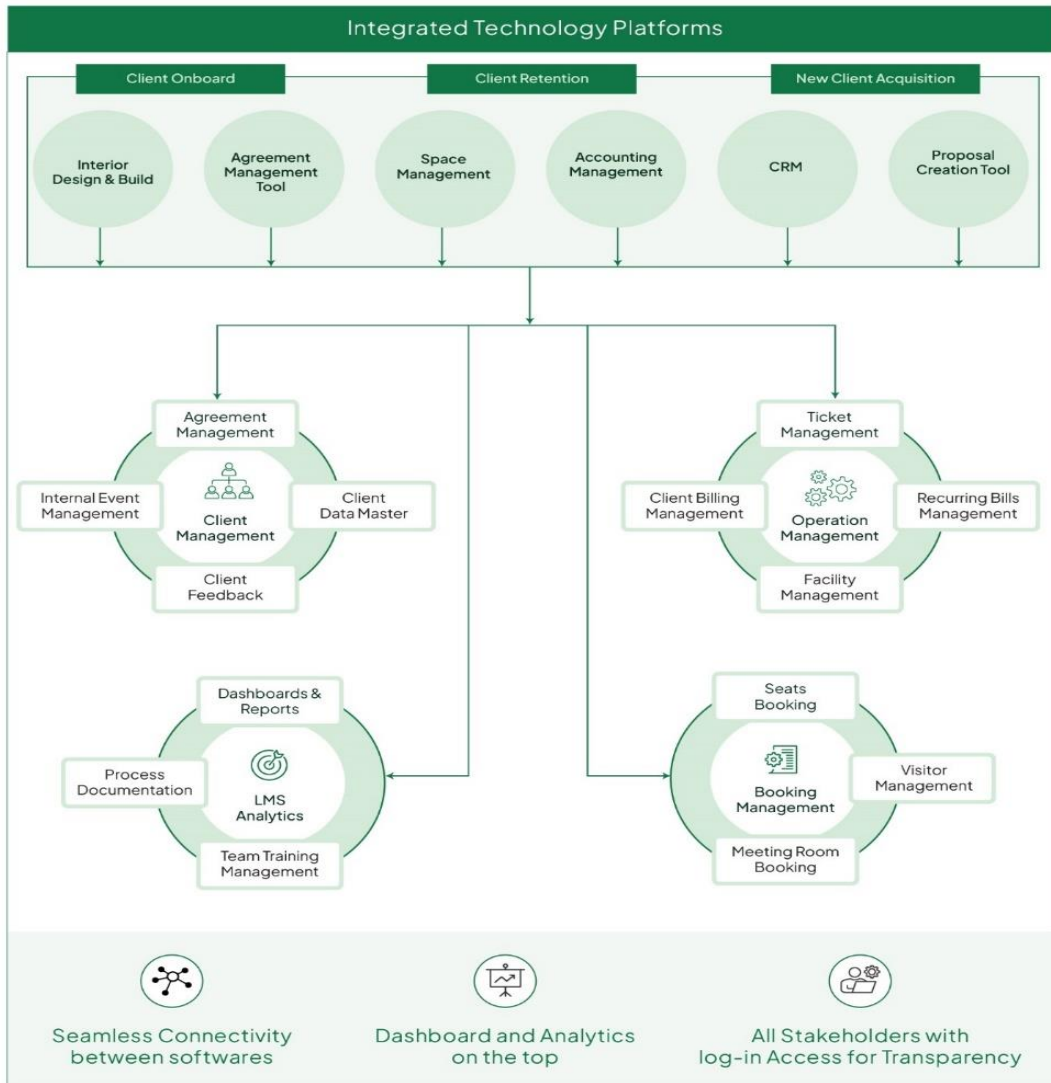 Integrated Technology Platforms
Client Onboard
Client Retention
New Client Acquisition
Interior
Design & Build
Agreement
Management
Tool
Space
Management
Accounting
Management
CRM
Proposal
Creation Tool
Agreement
Management
Internal Event
Management
Client
Management
Client
Data Master
Client
Feedback
Ticket
Management
Client Billing
Management
Operation
Management
Recurring Bills
Management
Facility
Management
Dashboards &
Reports
Process
Documentation
LMS
Analytics
Team Training
Management
Seats
Booking
Booking
Management
Visitor
Management
Meeting Room
Booking
Seamless Connectivity
between softwares
Dashboard and Analytics
on the top
All Stakeholders with
log-in Access for Transparency